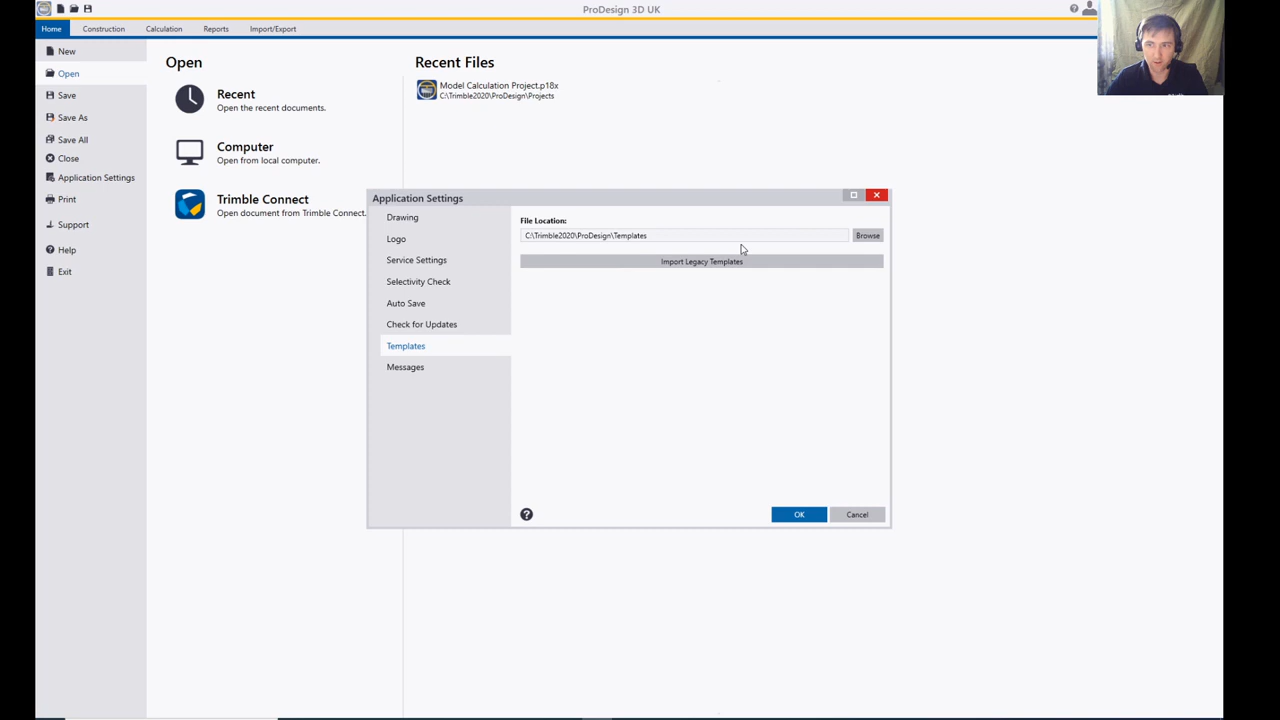 ProDesign 3D UK
Home Construction Calculation Reports Import/Export
New
Open
Save
Save As
Save All
Close
Application Settings
Print
Support
Help
Exit
Open
Recent
Open the recent documents.
Computer
Open from local computer.
Trimble Connect
Open document from Trimble Connect.
Recent Files
Model Calculation Project.p18x
C:\Trimble2020\ProDesign\Projects
Application Settings
Drawing
Logo
Service Settings
Selectivity Check
Auto Save
Check for Updates
Templates
Messages
File Location:
C:\Trimble2020\ProDesign\Templates Browse
Import Legacy Templates
OK Cancel